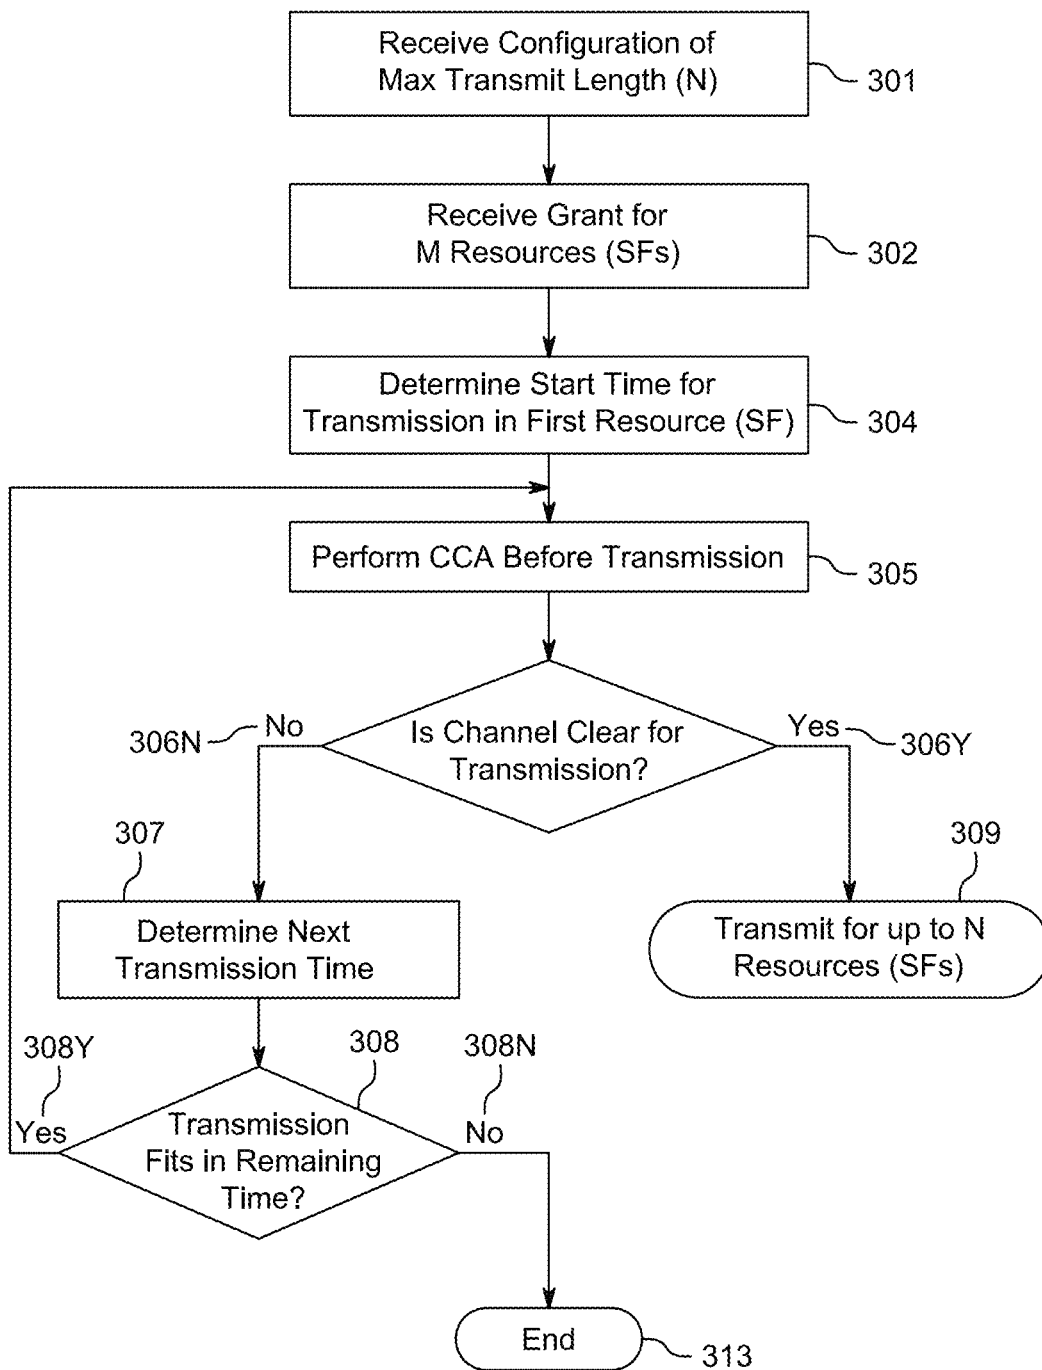 Receive Configuration of
Max Transmit Length (N)
301
Receive Grant for
M Resources (SFs)
302
Determine Start Time for
Transmission in First Resource (SF)
304
Perform CCA Before Transmission
305
306N
No
Is Channel Clear for
Transmission?
Yes
306Y
307
Determine Next
Transmission Time
309
Transmit for up to N
Resources (SFs)
308Y
308
308N
Yes
Transmission
Fits in Remaining
Time?
No
End
313